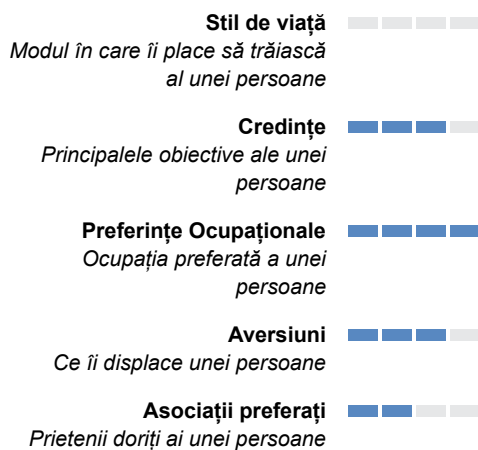 Stil de viață
Modul în care îi place să trăiască
al unei persoane
Credințe
Principalele obiective ale unei
persoane
Preferințe Ocupaționale
Ocupația preferată a unei
persoane
Aversiuni
Ce îi displace unei persoane
Asociații preferați
Prietenii doriți ai unei persoane